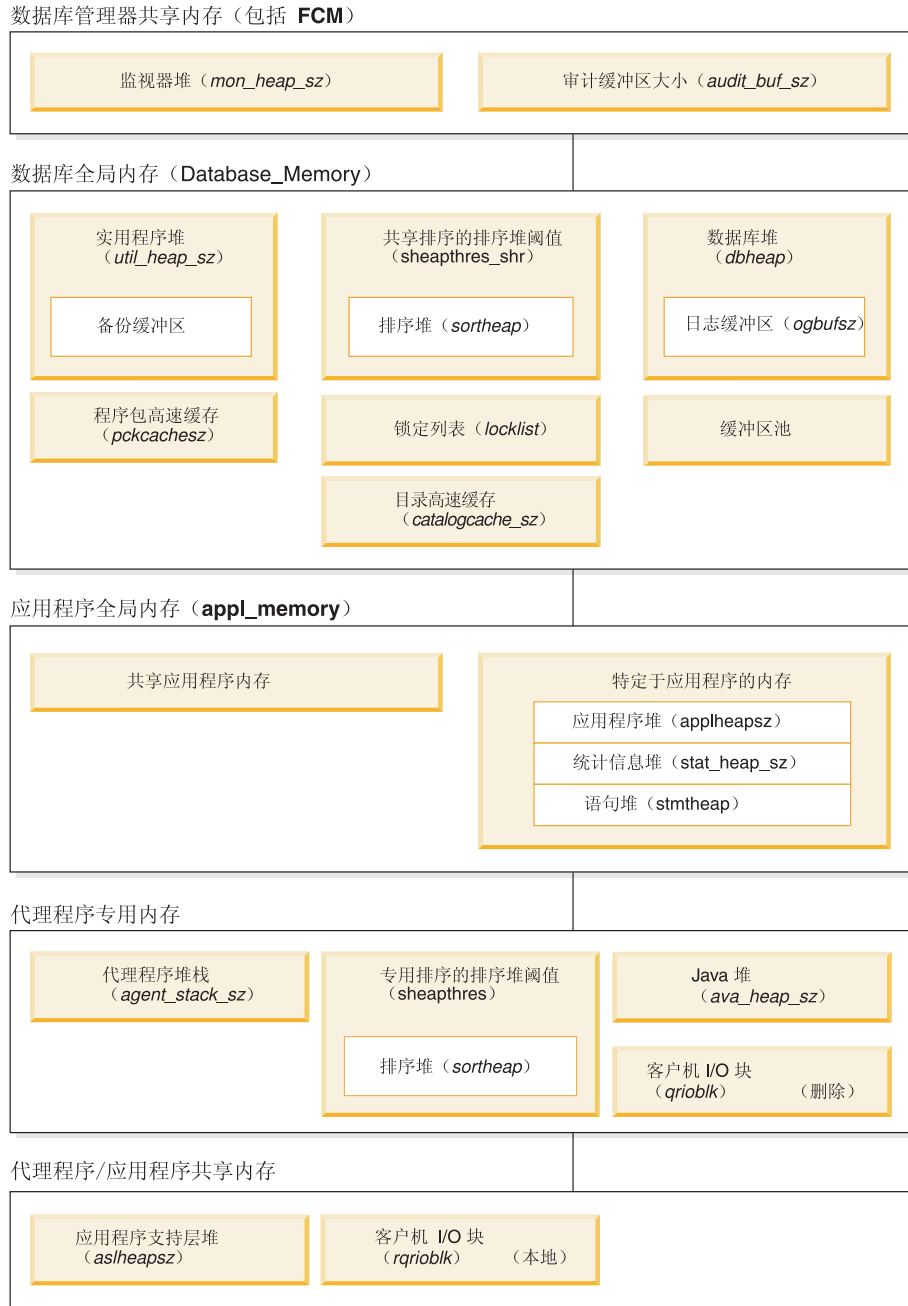 数据库管理器共享内存（包括 FCM）
监视器堆（mon_heap_sz）
审计缓冲区大小（audit_buf_sz）
数据库全局内存（Database_Memory）
实用程序堆
（util_heap_sz）
备份缓冲区
共享排序的排序堆阈值
（sheapthres_shr）
排序堆（sortheap）
数据库堆
（dbheap）
日志缓冲区（ogbufsz）
程序包高速缓存
（pckcachesz）
锁定列表（locklist）
缓冲区池
目录高速缓存
（catalogcache_sz）
应用程序全局内存（appl_memory）
共享应用程序内存
特定于应用程序的内存
应用程序堆（applheapsz）
统计信息堆（stat_heap_sz）
语句堆（stmtheap）
代理程序专用内存
代理程序堆栈
（agent_stack_sz）
专用排序的排序堆阈值
（sheapthres）
排序堆（sortheap）
Java 堆
（ava_heap_sz）
客户机 I/O 块
（qrioblk） （删除）
代理程序/应用程序共享内存
应用程序支持层堆
（aslheapsz）
客户机 I/O 块
（rqrioblk） （本地）